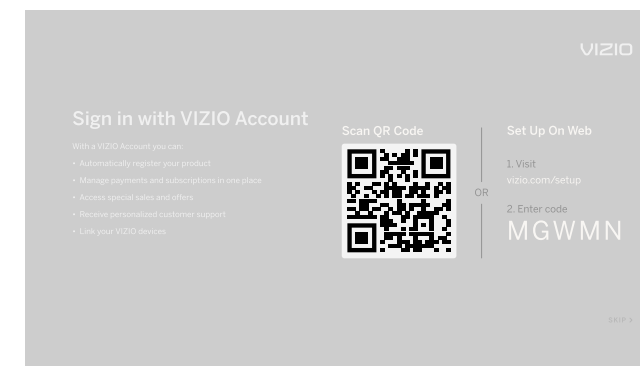 VIZIO
Sign in with VIZIO Account
With a VIZIO Account you can:
• Automatically register your product
• Manage payments and subscriptions in one place
• Access special sales and offers
• Receive personalized customer support
• Link your VIZIO devices
Scan QR Code
OR
Set Up On Web
1. Visit
vizio.com/setup
2. Enter code
MGWMN
SKIP >